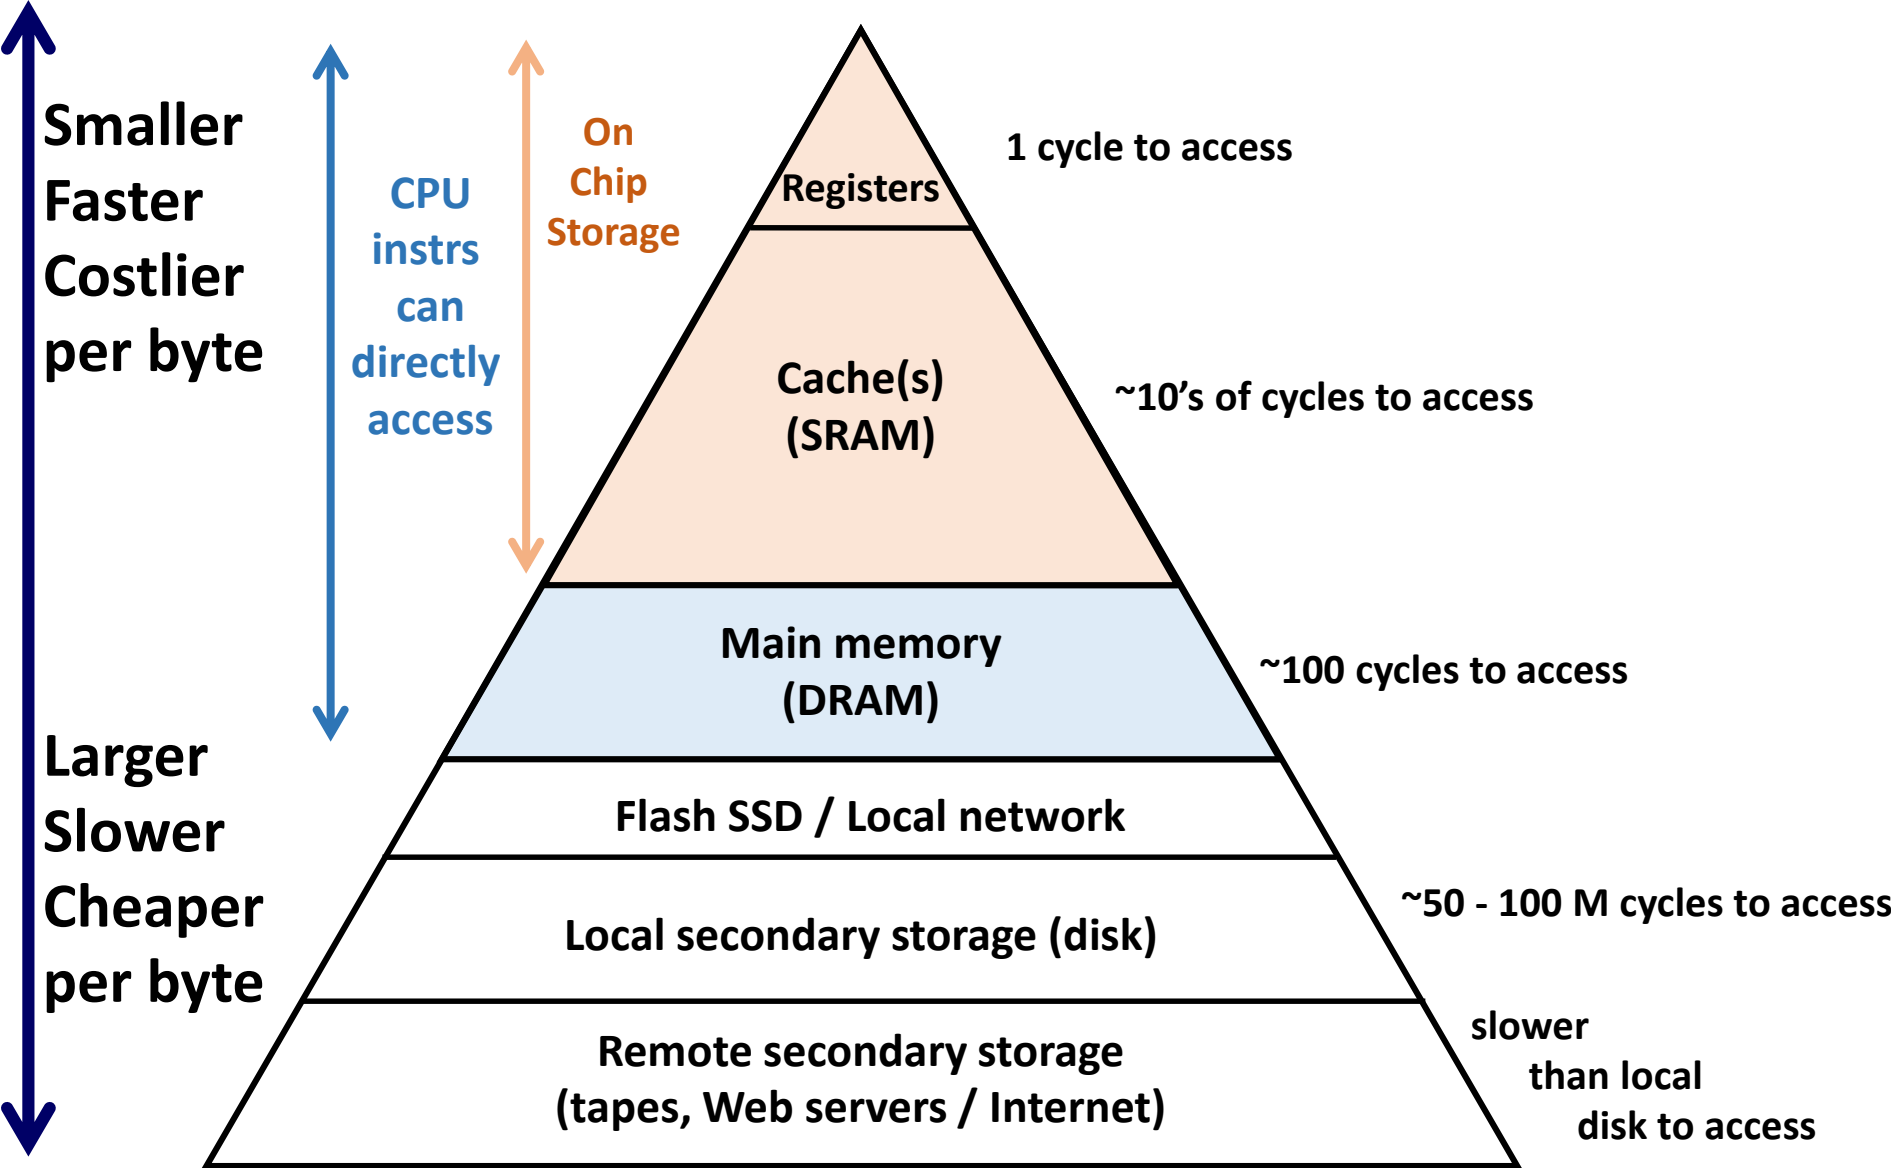 Smaller
Faster
Costlier
per byte
Larger
Slower
Cheaper
per byte
CPU
instrs
can
directly
access
On
Chip
Storage
Registers
1 cycle to access
Cache(s)
(SRAM)
~10’s of cycles to access
Main memory
(DRAM)
~100 cycles to access
Flash SSD / Local network
Local secondary storage (disk)
~50 - 100 M cycles to access
Remote secondary storage
(tapes, Web servers / Internet)
slower
than local
disk to access